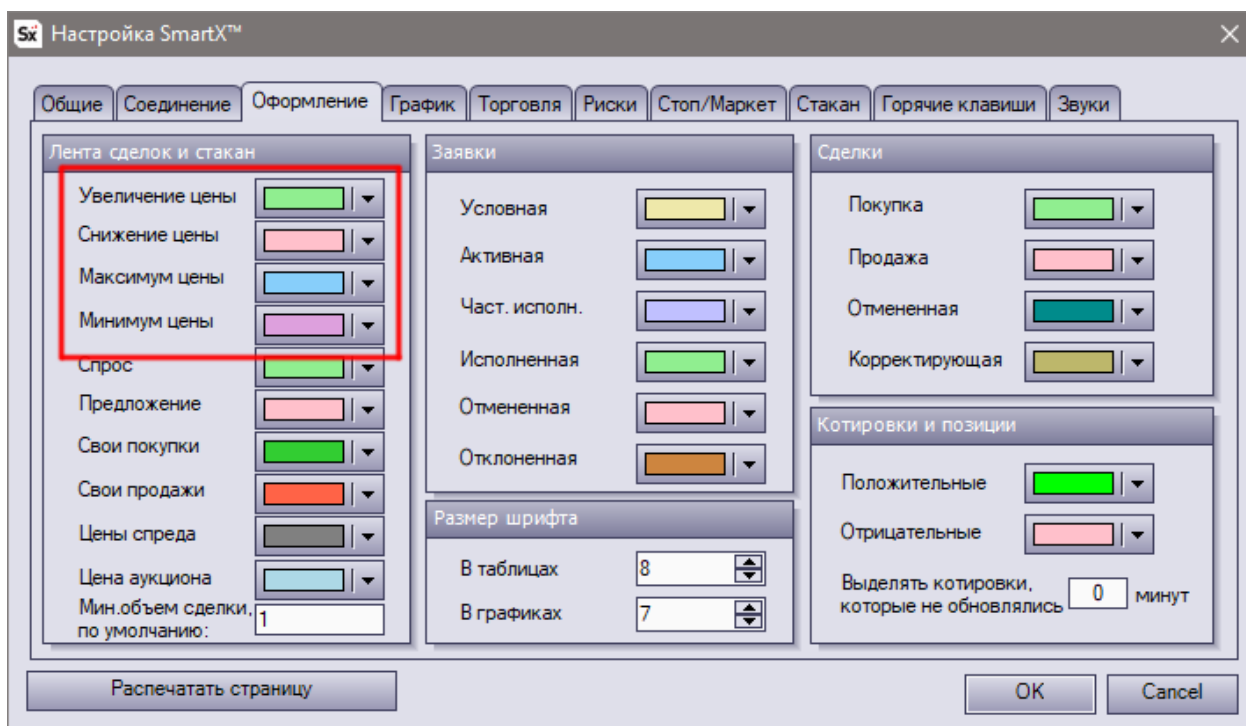 Sx Настройка SmartX™
Общие Соединение Оформление График Торговля Риски Стоп/Маркет Стакан Горячие клавиши Звуки
Лента сделок и стакан
Увеличение цены
Снижение цены
Максимум цены
Минимум цены
Спрос
Предложение
Свои покупки
Свои продажи
Цены спреда
Цена аукциона
Мин.объем сделки,
по умолчанию:
1
Заявки
Условная
Активная
Част. исполн.
Исполненная
Отмененная
Отклоненная
Размер шрифта
В таблицах 8
В графиках 7
Сделки
Покупка
Продажа
Отмененная
Корректирующая
Котировки и позиции
Положительные
Отрицательные
Выделять котировки,
которые не обновлялись 0 минут
Распечатать страницу
OK Cancel